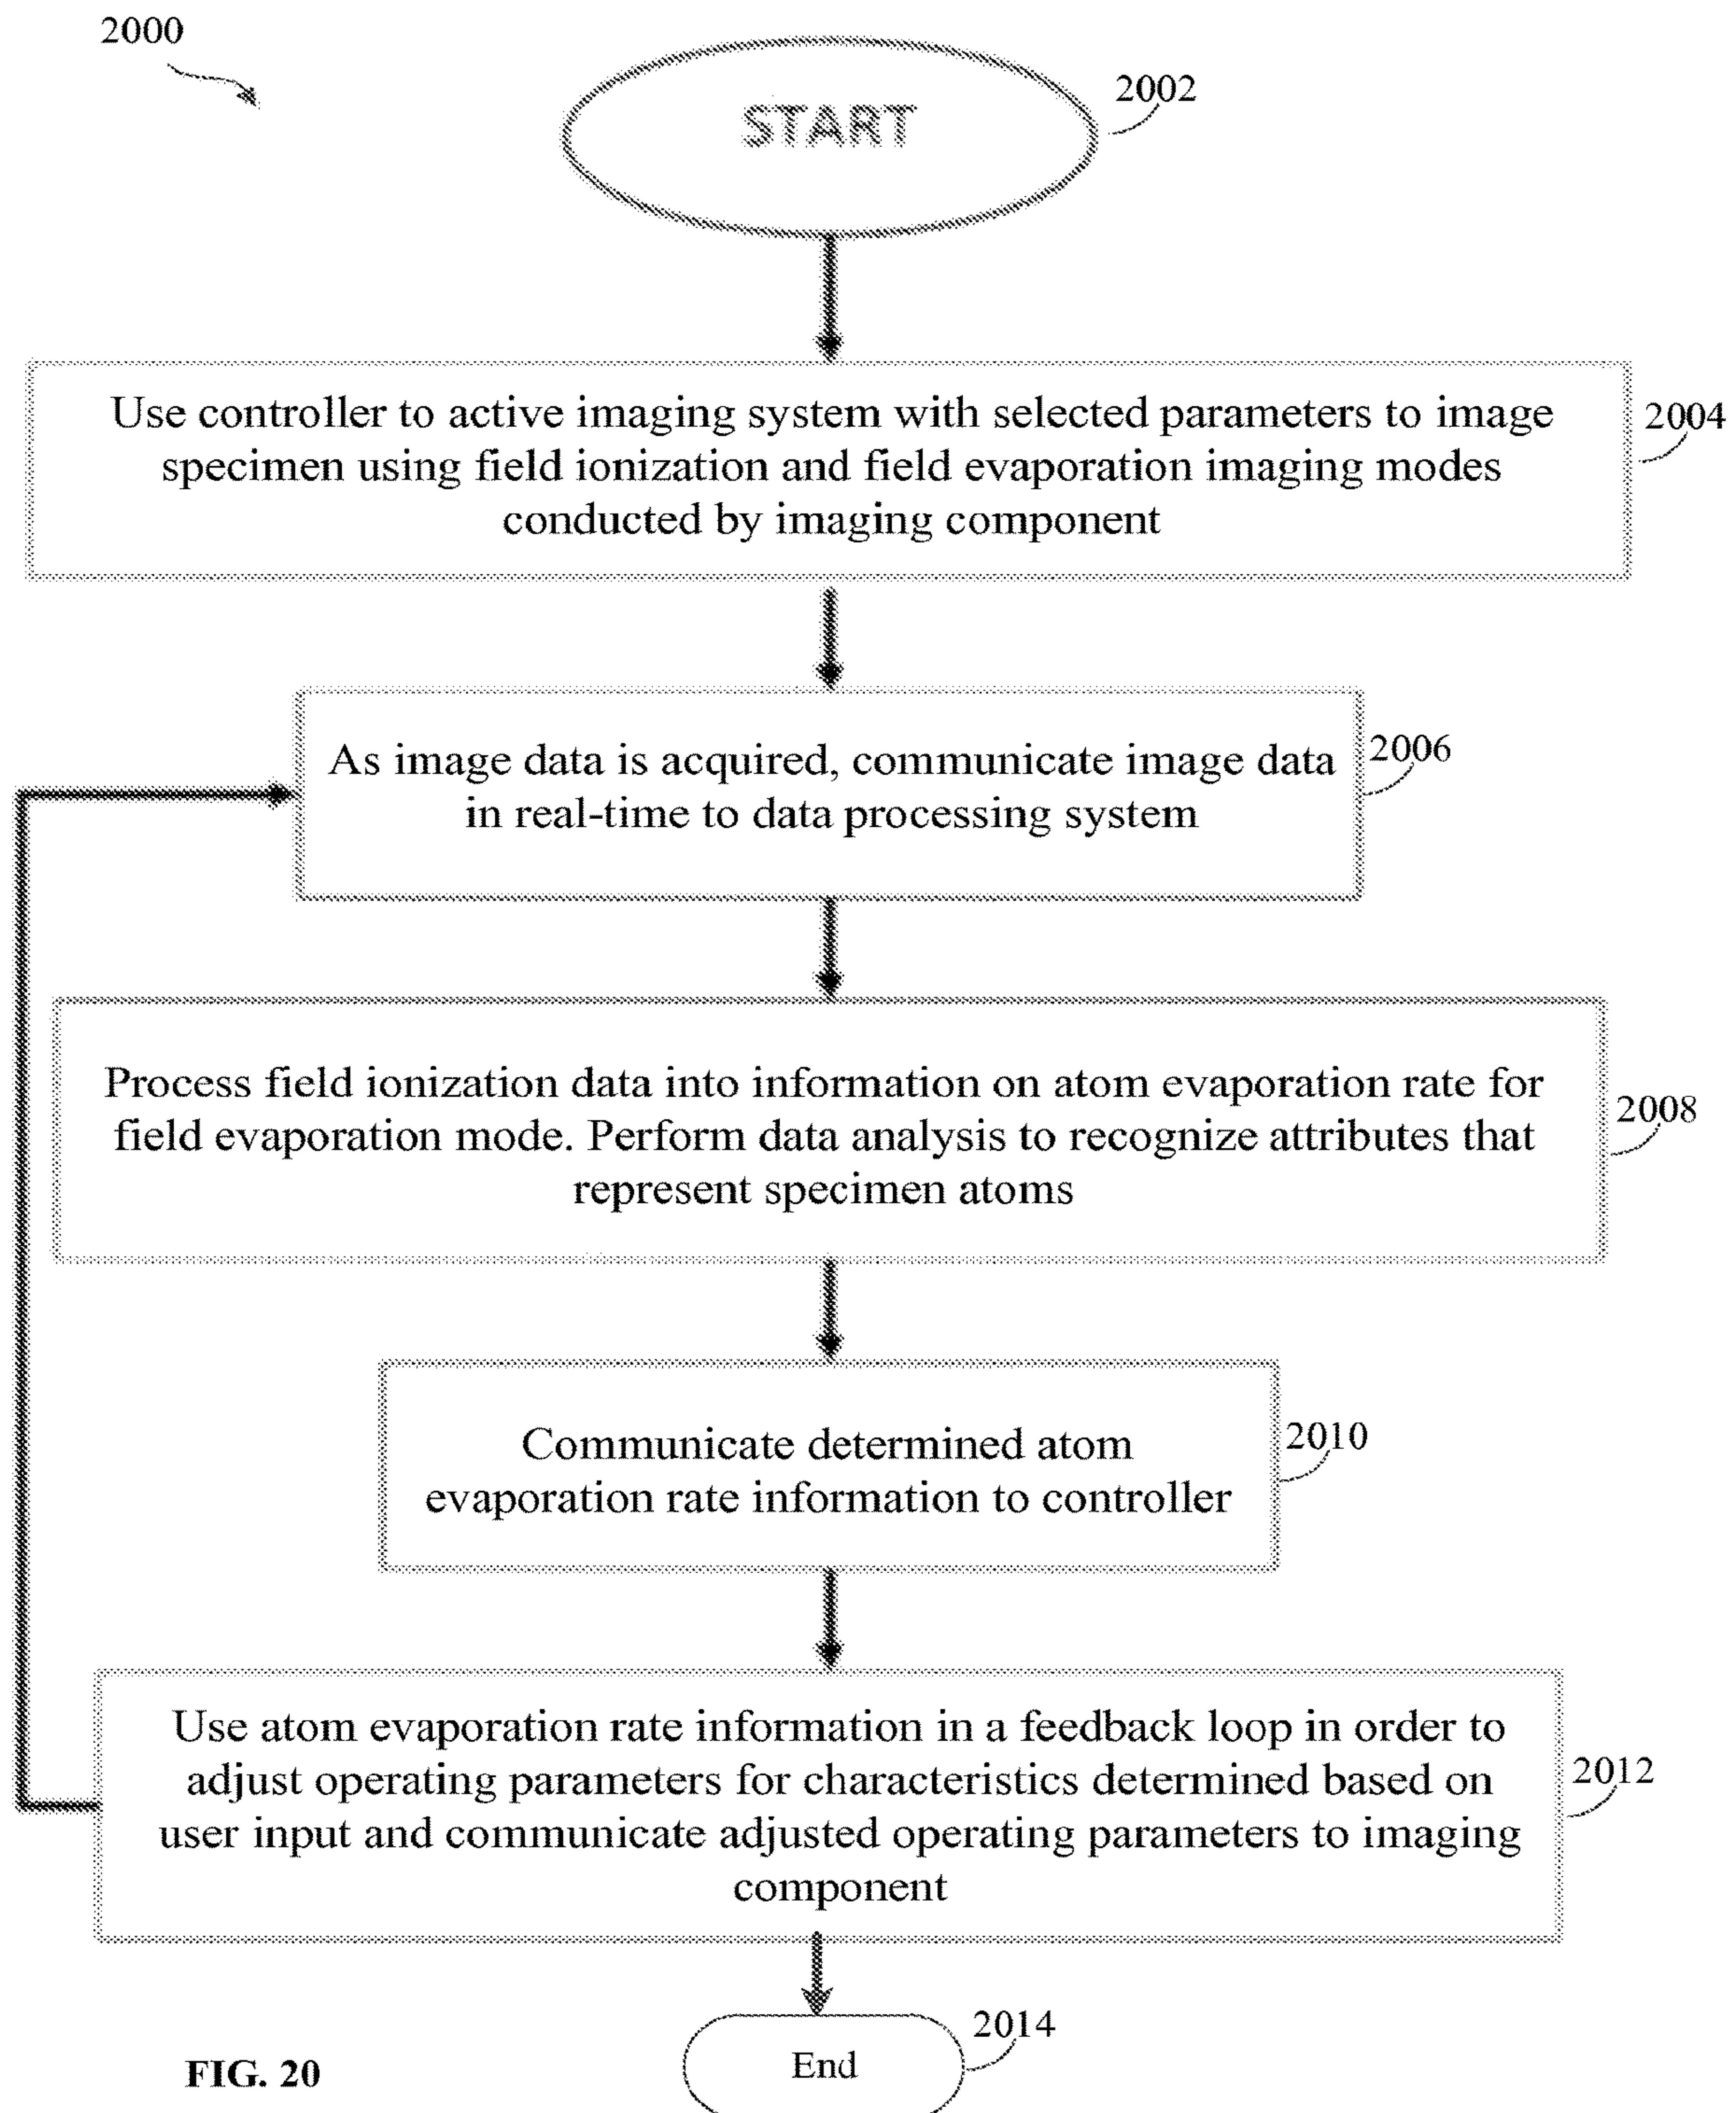 2000
START
2002
Use controller to active imaging system with selected parameters to image
specimen using field ionization and field evaporation imaging modes
conducted by imaging component
2004
As image data is acquired, communicate image data
in real-time to data processing system
2006
Process field ionization data into information on atom evaporation rate for
field evaporation mode. Perform data analysis to recognize attributes that
represent specimen atoms
2008
Communicate determined atom
evaporation rate information to controller
2010
Use atom evaporation rate information in a feedback loop in order to
adjust operating parameters for characteristics determined based on
user input and communicate adjusted operating parameters to imaging
component
2012
End
2014
FIG. 20